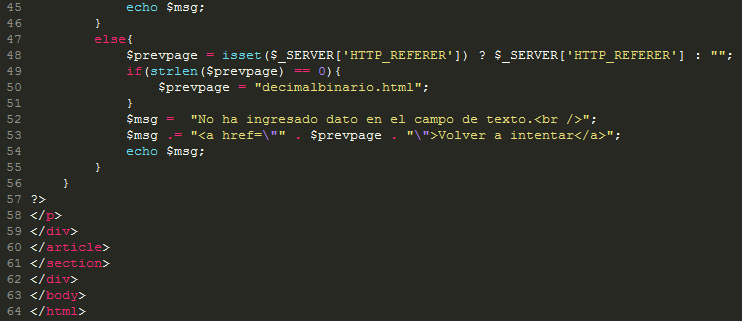 45 echo $msg;
46 }
47 else{
48 $prevpage = isset($_SERVER['HTTP_REFERER']) ? $_SERVER['HTTP_REFERER'] : "";
49 if(strlen($prevpage) == 0){
50 $prevpage = "decimalbinario.html";
51 }
52 $msg = "No ha ingresado dato en el campo de texto.<br />";
53 $msg .= "<a href=\"" . $prevpage . "\">Volver a intentar</a>";
54 echo $msg;
55 }
56 }
57 ?>
58 </p>
59 </div>
60 </article>
61 </section>
62 </div>
63 </body>
64 </html>